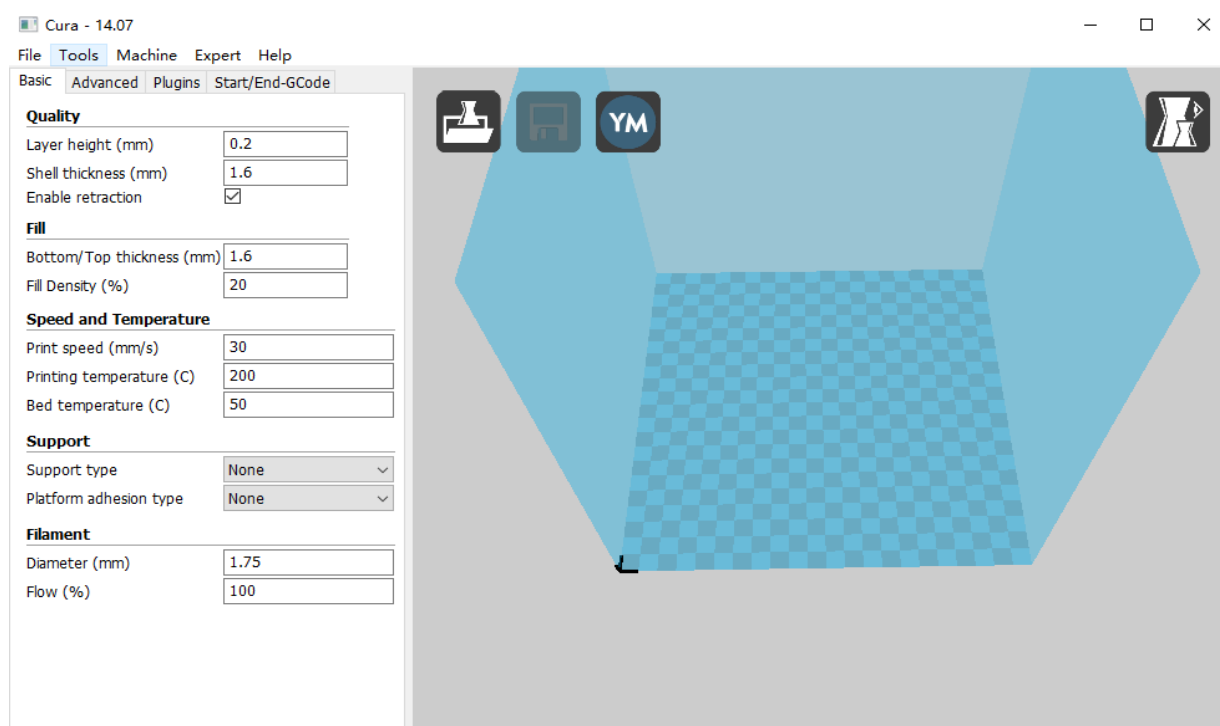 Cura - 14.07
File Tools Machine Expert Help
Basic Advanced Plugins Start/End-GCode
Quality
Layer height (mm) 0.2
Shell thickness (mm) 1.6
Enable retraction
Fill
Bottom/Top thickness (mm) 1.6
Fill Density (%) 20
Speed and Temperature
Print speed (mm/s) 30
Printing temperature (C) 200
Bed temperature (C) 50
Support
Support type None
Platform adhesion type None
Filament
Diameter (mm) 1.75
Flow (%) 100
YM